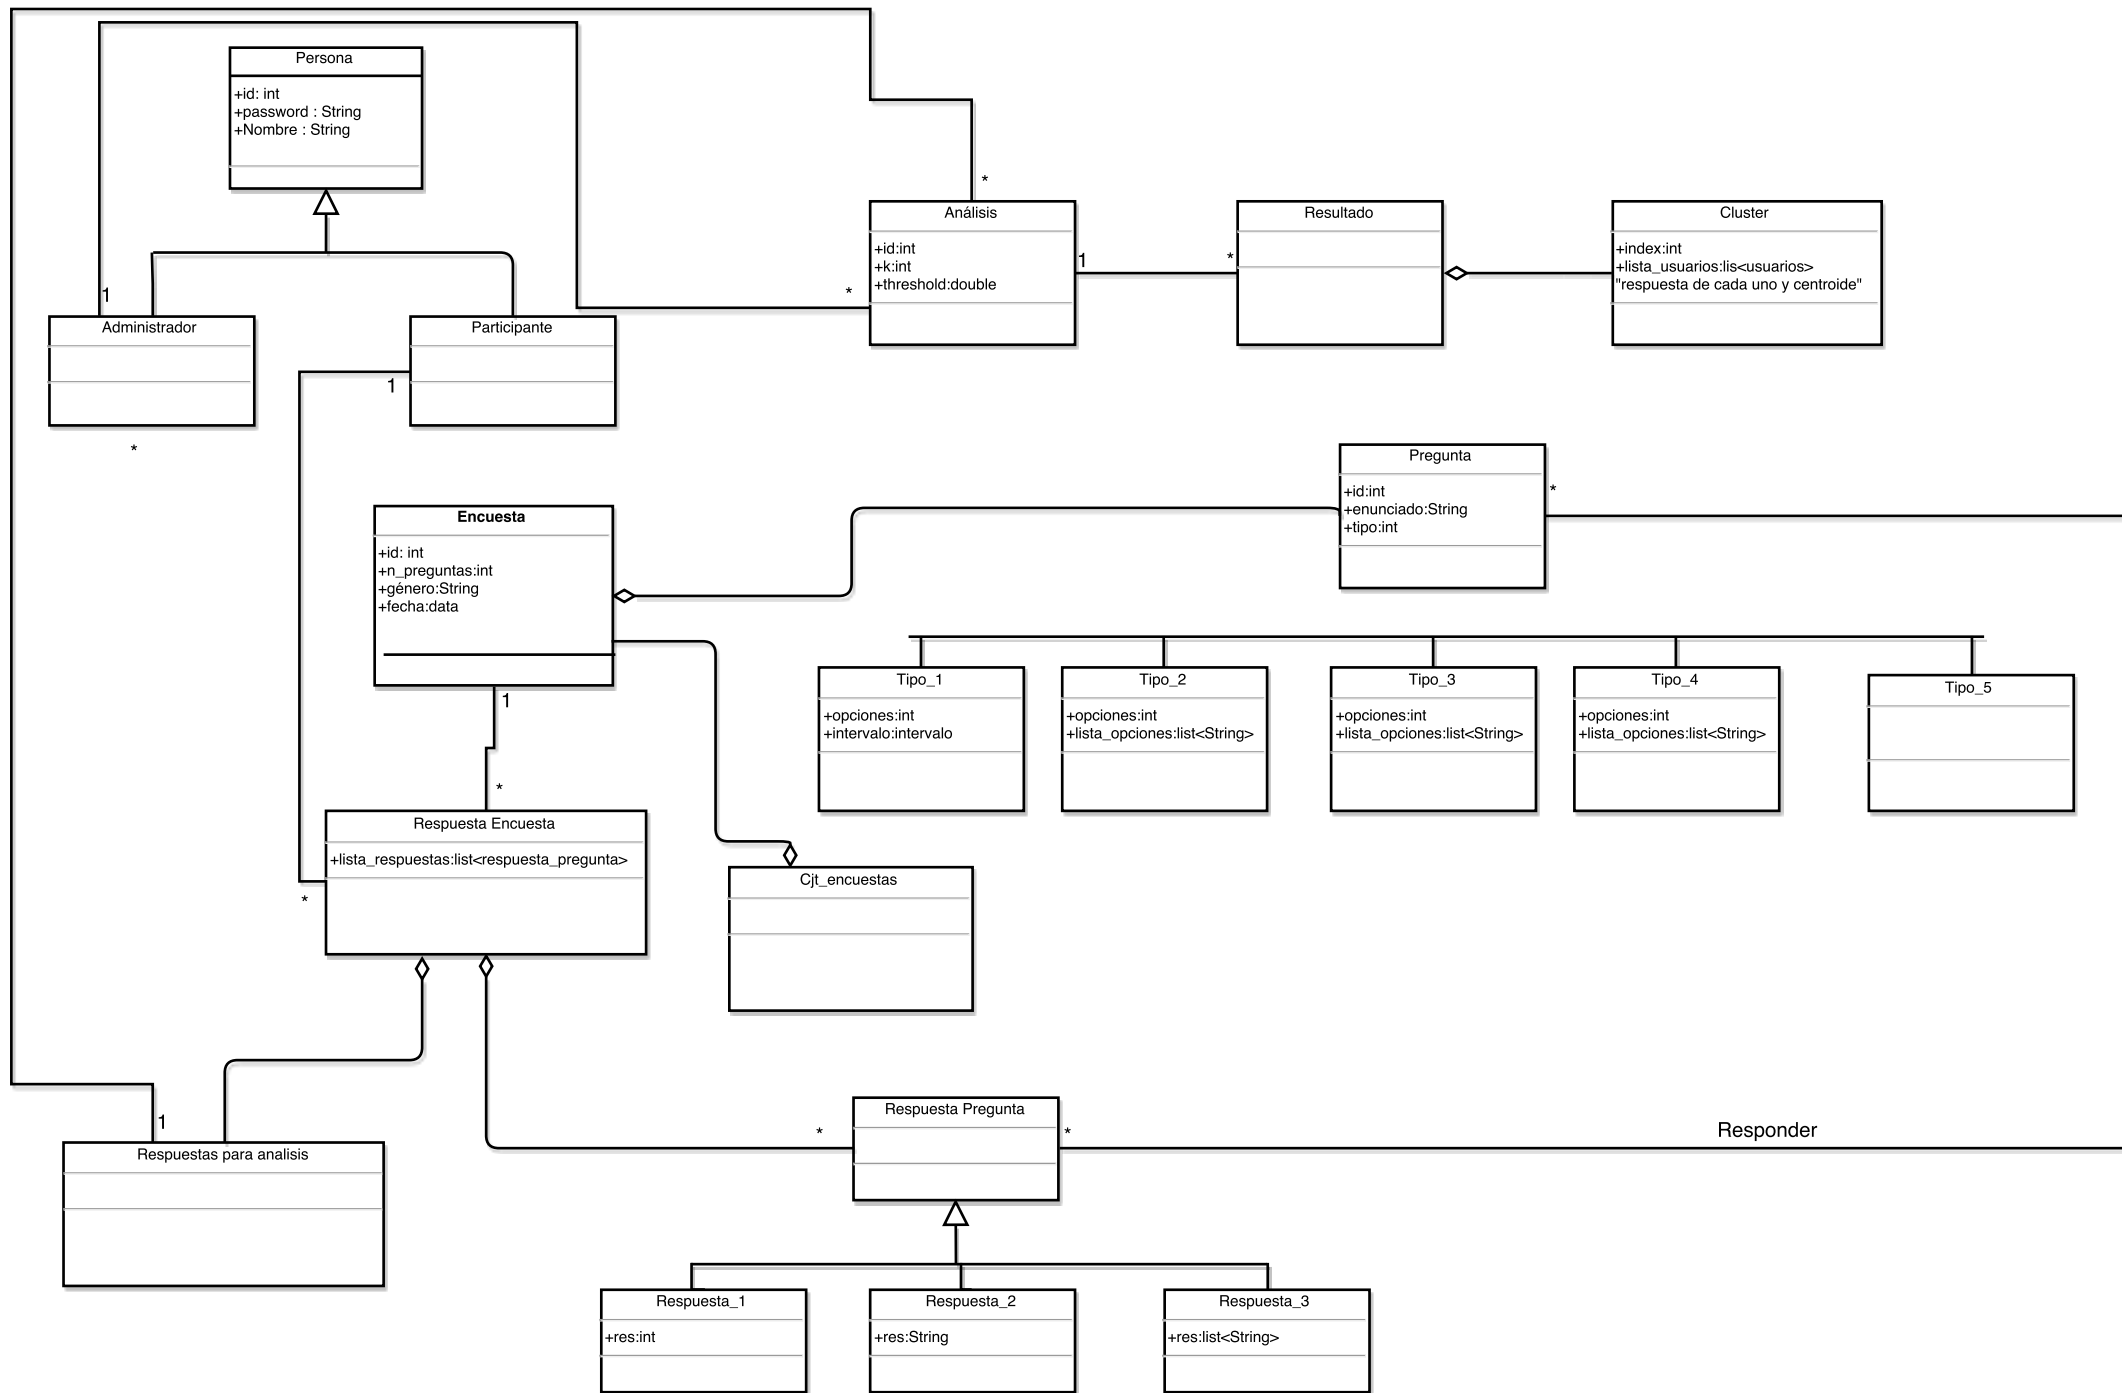 Persona
+id: int
+password : String
+Nombre : String
1
Administrador
*
Participante
1
*
*
Análisis
+id:int
+k:int
+threshold:double
1
*
Resultado
Cluster
+index:int
+lista_usuarios:lis<usuarios>
"respuesta de cada uno y centroide"
Pregunta
+id:int
+enunciado:String
+tipo:int
*
Encuesta
+id: int
+n_preguntas:int
+género:String
+fecha:data
1
*
Tipo_1
+opciones:int
+intervalo:intervalo
Tipo_2
+opciones:int
+lista_opciones:list<String>
Tipo_3
+opciones:int
+lista_opciones:list<String>
Tipo_4
+opciones:int
+lista_opciones:list<String>
Tipo_5
Respuesta Encuesta
+lista_respuestas:list<respuesta_pregunta>
*
Cjt_encuestas
1
Respuestas para analisis
*
Respuesta Pregunta
*
Responder
Respuesta_1
+res:int
Respuesta_2
+res:String
Respuesta_3
+res:list<String>